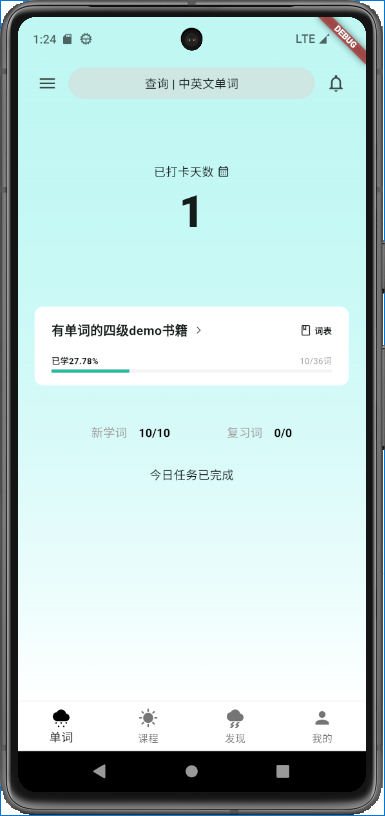 1:24
LTE
DEBUG
查询 | 中英文单词
已打卡天数
1
有单词的四级demo书籍
词表
已学27.78%
10/36词
新学词 10/10 复习词 0/0
今日任务已完成
单词 课程 发现 我的